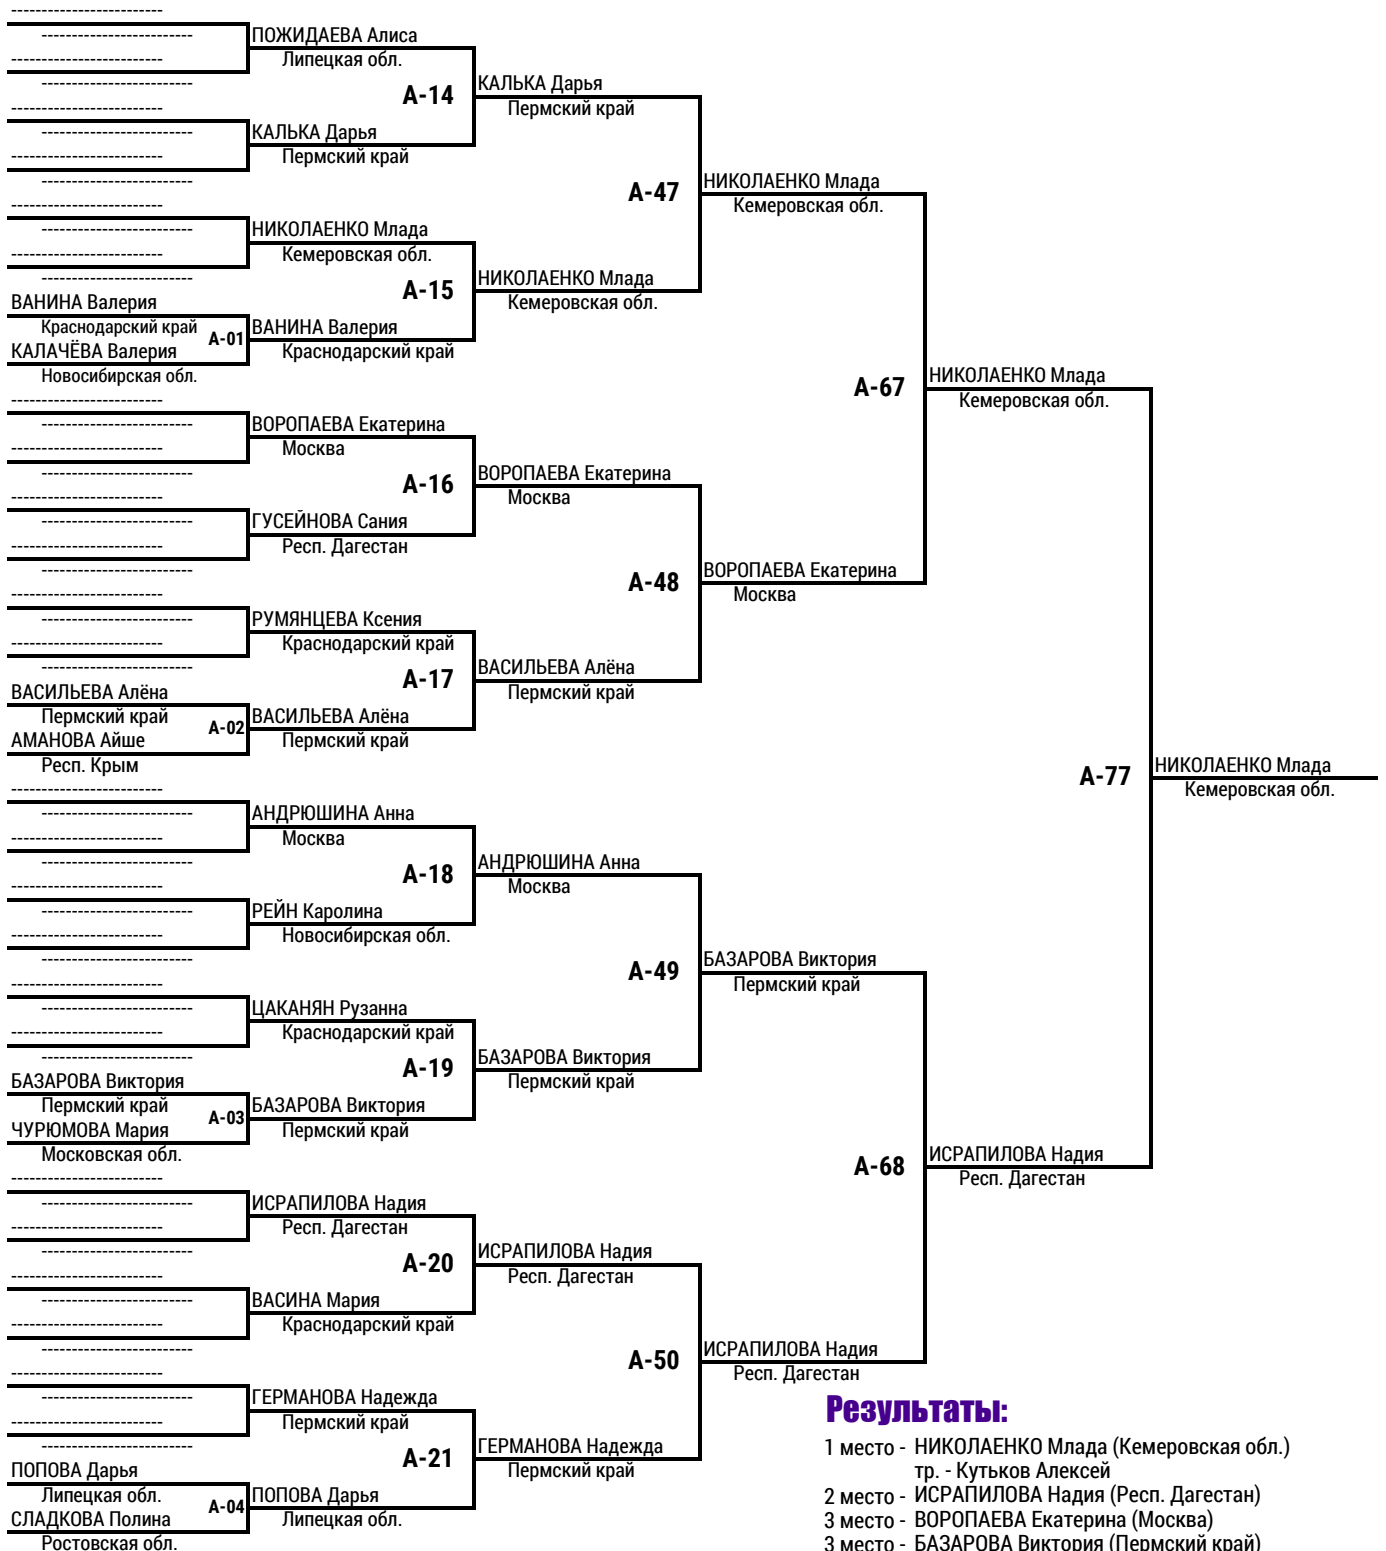 ПОЖИДАЕВА Алиса
Липецкая обл.
А-14
КАЛЬКА Дарья
Пермский край
КАЛЬКА Дарья
Пермский край
А-47
НИКОЛАЕНКО Млада
Кемеровская обл.
НИКОЛАЕНКО Млада
Кемеровская обл.
А-15
НИКОЛАЕНКО Млада
Кемеровская обл.
ВАНИНА Валерия
Краснодарский край
А-01
КАЛАЧЁВА Валерия
Новосибирская обл.
ВАНИНА Валерия
Краснодарский край
А-67
НИКОЛАЕНКО Млада
Кемеровская обл.
ВОРОПАЕВА Екатерина
Москва
А-16
ВОРОПАЕВА Екатерина
Москва
ГУСЕЙНОВА Сания
Респ. Дагестан
А-48
ВОРОПАЕВА Екатерина
Москва
РУМЯНЦЕВА Ксения
Краснодарский край
А-17
ВАСИЛЬЕВА Алёна
Пермский край
ВАСИЛЬЕВА Алёна
Пермский край
А-02
АМАНОВА Айше
Респ. Крым
ВАСИЛЬЕВА Алёна
Пермский край
А-77
НИКОЛАЕНКО Млада
Кемеровская обл.
АНДРЮШИНА Анна
Москва
А-18
АНДРЮШИНА Анна
Москва
РЕЙН Каролина
Новосибирская обл.
А-49
БАЗАРОВА Виктория
Пермский край
ЦАКАНЯН Рузанна
Краснодарский край
А-19
БАЗАРОВА Виктория
Пермский край
БАЗАРОВА Виктория
Пермский край
А-03
ЧУРЮМОВА Мария
Московская обл.
БАЗАРОВА Виктория
Пермский край
А-68
ИСРАПИЛОВА Надия
Респ. Дагестан
ИСРАПИЛОВА Надия
Респ. Дагестан
А-20
ИСРАПИЛОВА Надия
Респ. Дагестан
ВАСИНА Мария
Краснодарский край
А-50
ИСРАПИЛОВА Надия
Респ. Дагестан
ГЕРМАНОВА Надежда
Пермский край
А-21
ГЕРМАНОВА Надежда
Пермский край
ПОПОВА Дарья
Липецкая обл.
А-04
СЛАДКОВА Полина
Ростовская обл.
ПОПОВА Дарья
Липецкая обл.
Результаты:
1 место - НИКОЛАЕНКО Млада (Кемеровская обл.)
тр. - Кутьков Алексей
2 место - ИСРАПИЛОВА Надия (Респ. Дагестан)
3 место - ВОРОПАЕВА Екатерина (Москва)
3 место - БАЗАРОВА Виктория (Пермский край)